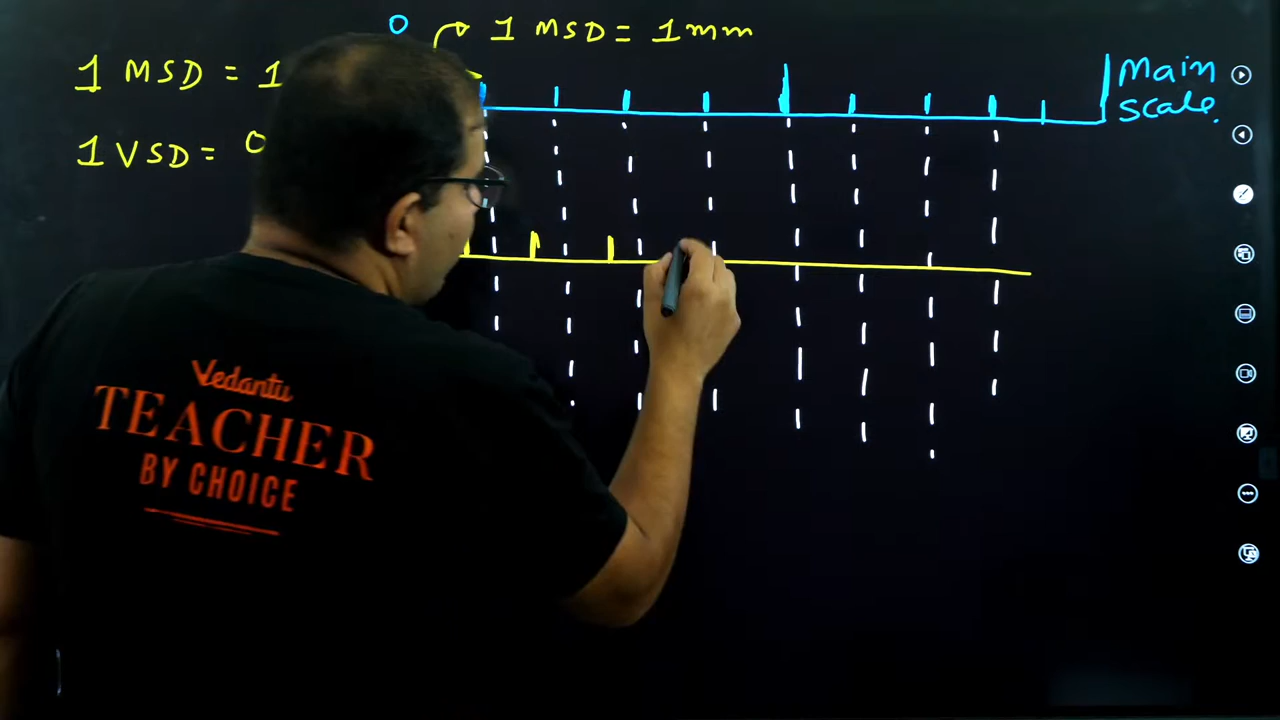 0
1 MSD = 1mm
1 MSD = 1
1 VSD = 0
Main
scale.
Vedantu
TEACHER
BY CHOICE